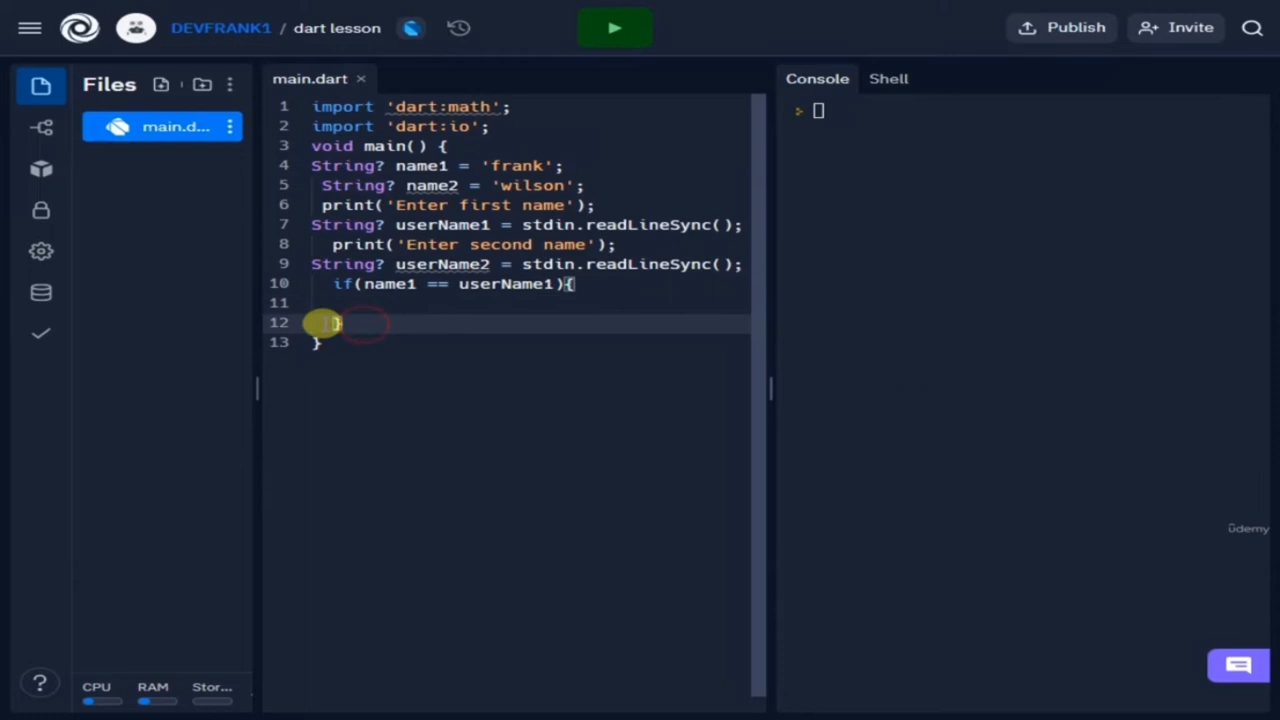 DEVFRANK1 / dart lesson
Publish
Invite
Files
main.d...
main.dart ×
Console
Shell
1 import 'dart:math';
2 import 'dart:io';
3 void main() {
4 String? name1 = 'frank';
5 String? name2 = 'wilson';
6 print('Enter first name');
7 String? userName1 = stdin.readLineSync();
8 print('Enter second name');
9 String? userName2 = stdin.readLineSync();
10 if(name1 == userName1){
11
12 }
13 }
ûdemy
?
CPU RAM Stor...